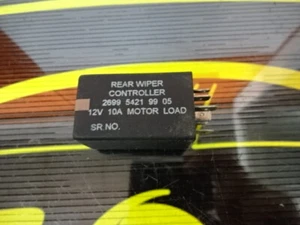 REAR WIPER
CONTROLLER
2699 5421 99 05
12V 10A MOTOR LOAD
SR.NO.